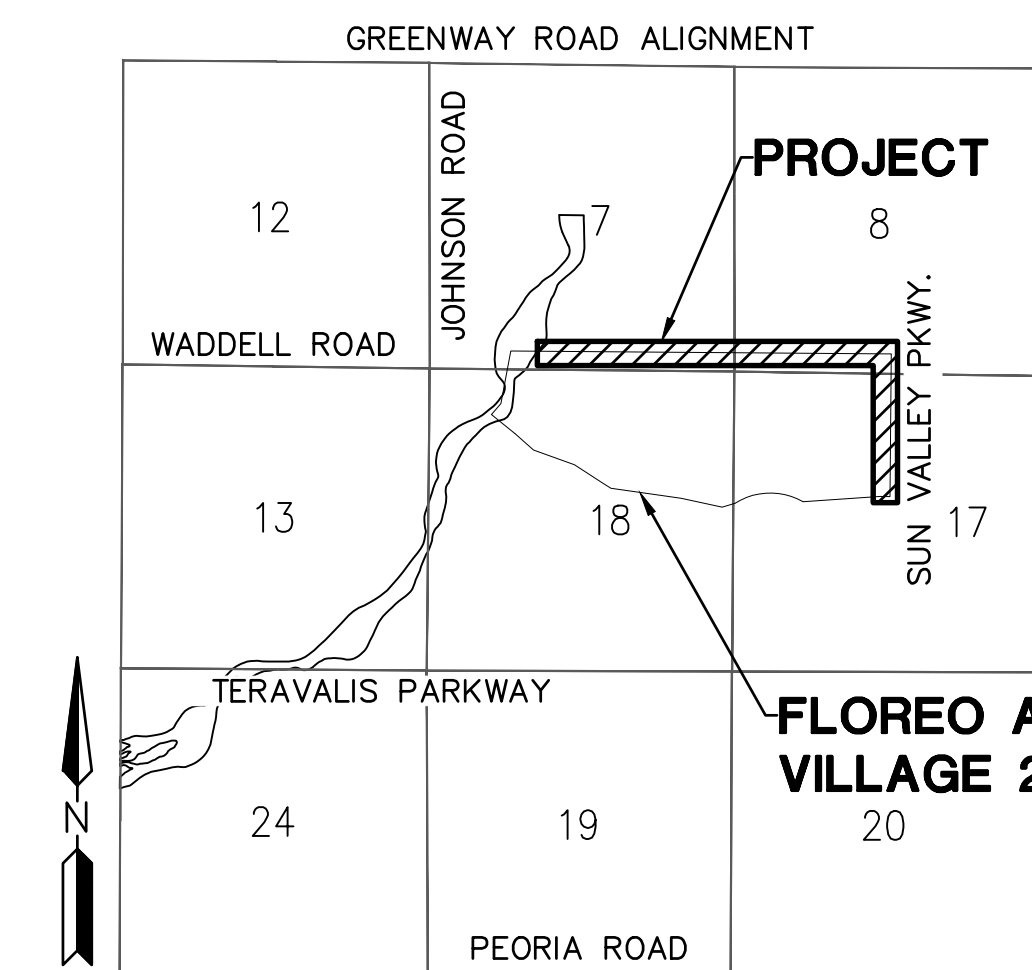 GREENWAY ROAD ALIGNMENT
JOHNSON ROAD
PROJECT
12
7
8
WADDELL ROAD
SUN VALLEY PKWY.
13
18
17
TERAVALIS PARKWAY
FLOREO A
VILLAGE 2
N
24
19
20
PEORIA ROAD